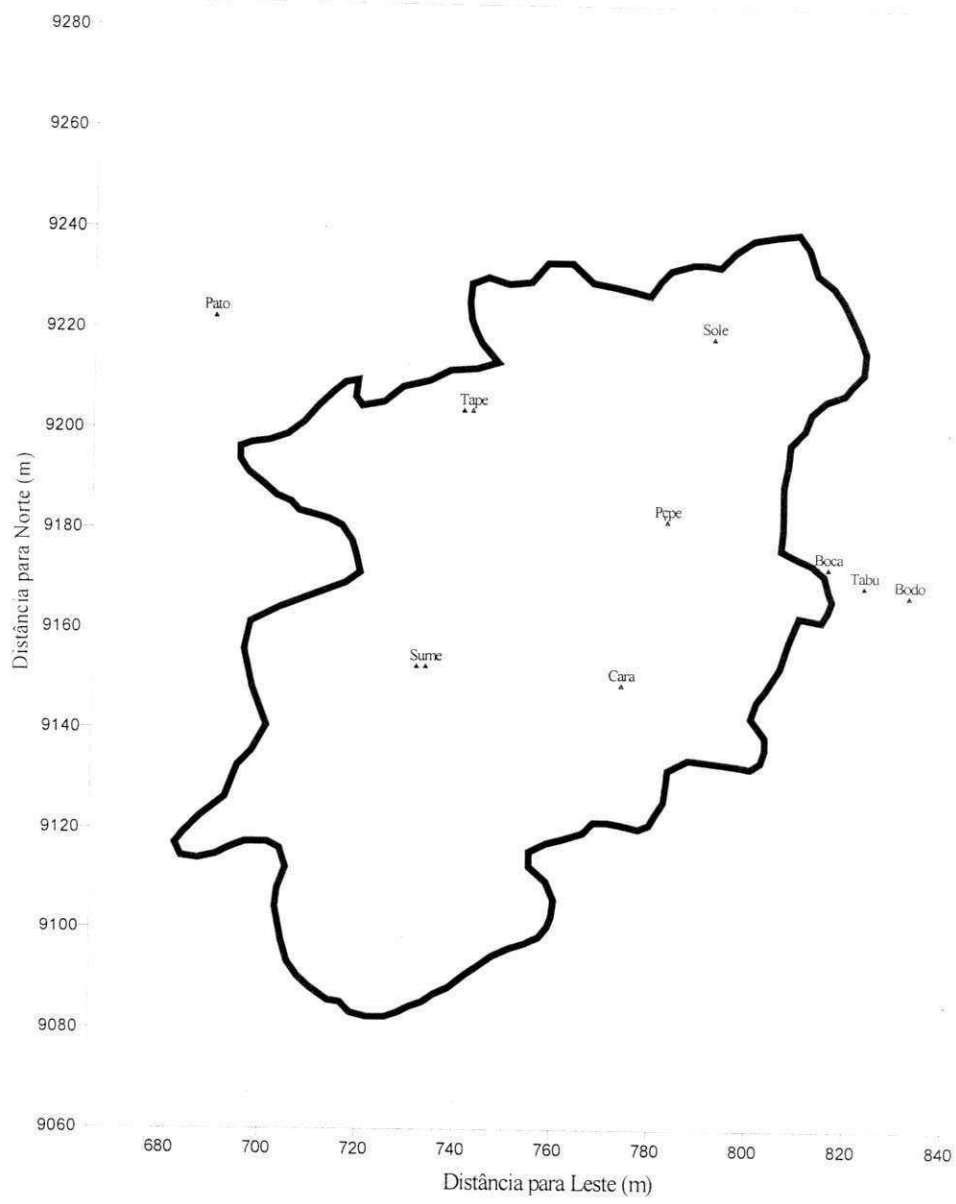 9280
9260
9240
9220
9200
9180
9160
9140
9120
9100
9080
9060
Distância para Norte (m)
Pato
Sole
Tape
Pepe
Boca
Tabu
Bodo
Sume
Cara
680 700 720 740 760 780 800 820 840
Distância para Leste (m)